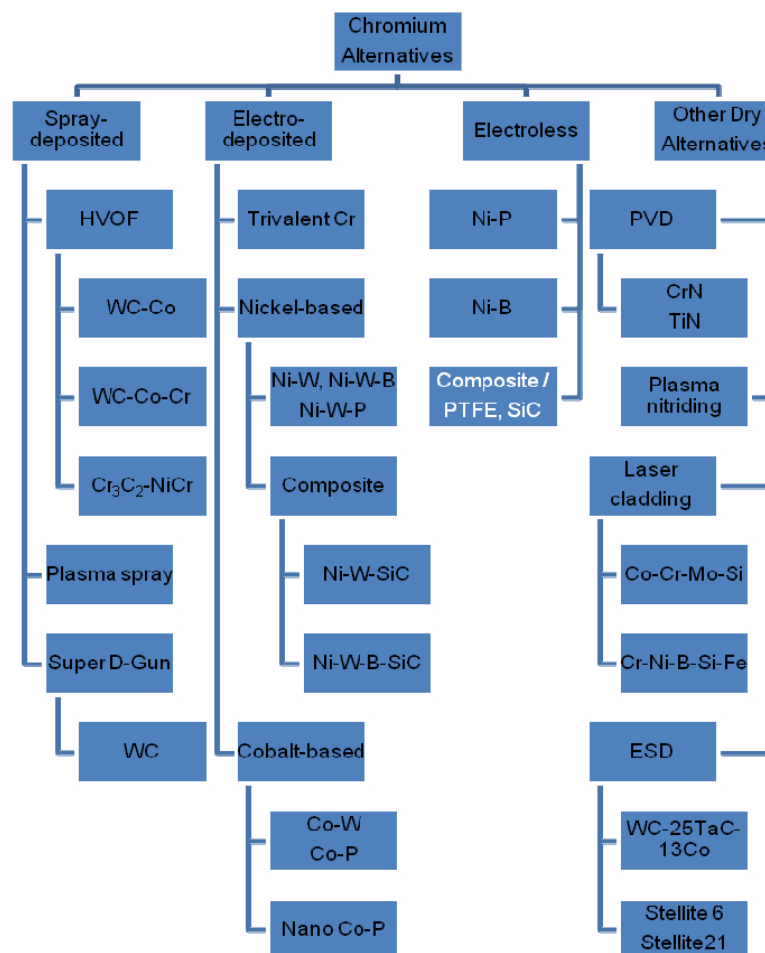 Chromium
Alternatives
Spray-
deposited
HVOF
WC-Co
WC-Co-Cr
Cr₃C₂-NiCr
Plasma spray
Super D-Gun
WC
Electro-
deposited
Trivalent Cr
Nickel-based
Ni-W, Ni-W-B
Ni-W-P
Composite
Ni-W-SiC
Ni-W-B-SiC
Cobalt-based
Co-W
Co-P
Nano Co-P
Electroless
Ni-P
Ni-B
Composite /
PTFE, SiC
Other Dry
Alternatives
PVD
CrN
TiN
Plasma
nitriding
Laser
cladding
Co-Cr-Mo-Si
Cr-Ni-B-Si-Fe
ESD
WC-25TaC-
13Co
Stellite 6
Stellite21